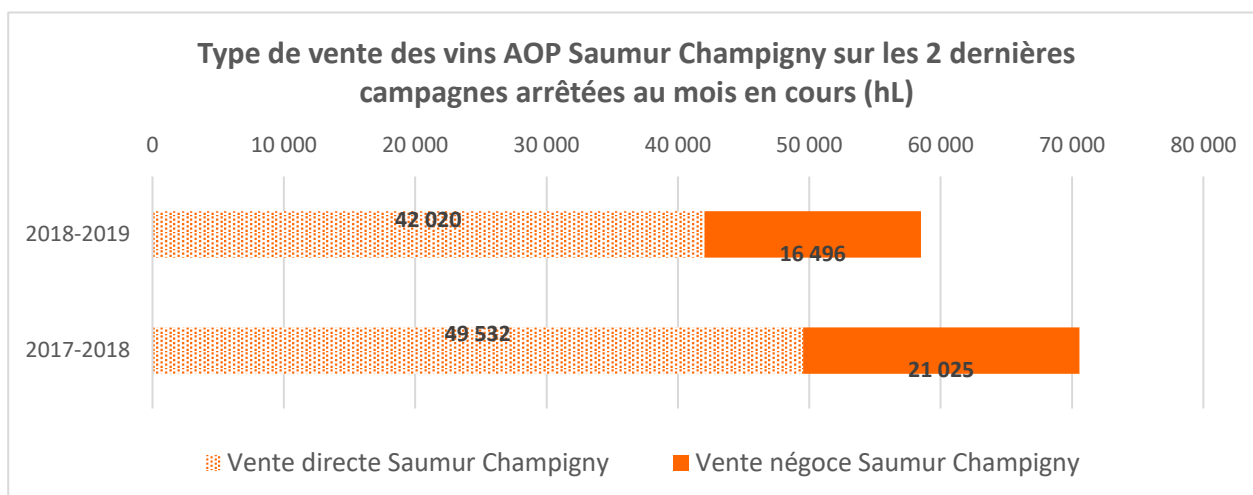 Type de vente des vins AOP Saumur Champigny sur les 2 dernières
campagnes arrêtées au mois en cours (hL)
0 10 000 20 000 30 000 40 000 50 000 60 000 70 000 80 000
2018-2019 42 020 16 496
2017-2018 49 532 21 025
Vente directe Saumur Champigny Vente négoce Saumur Champigny